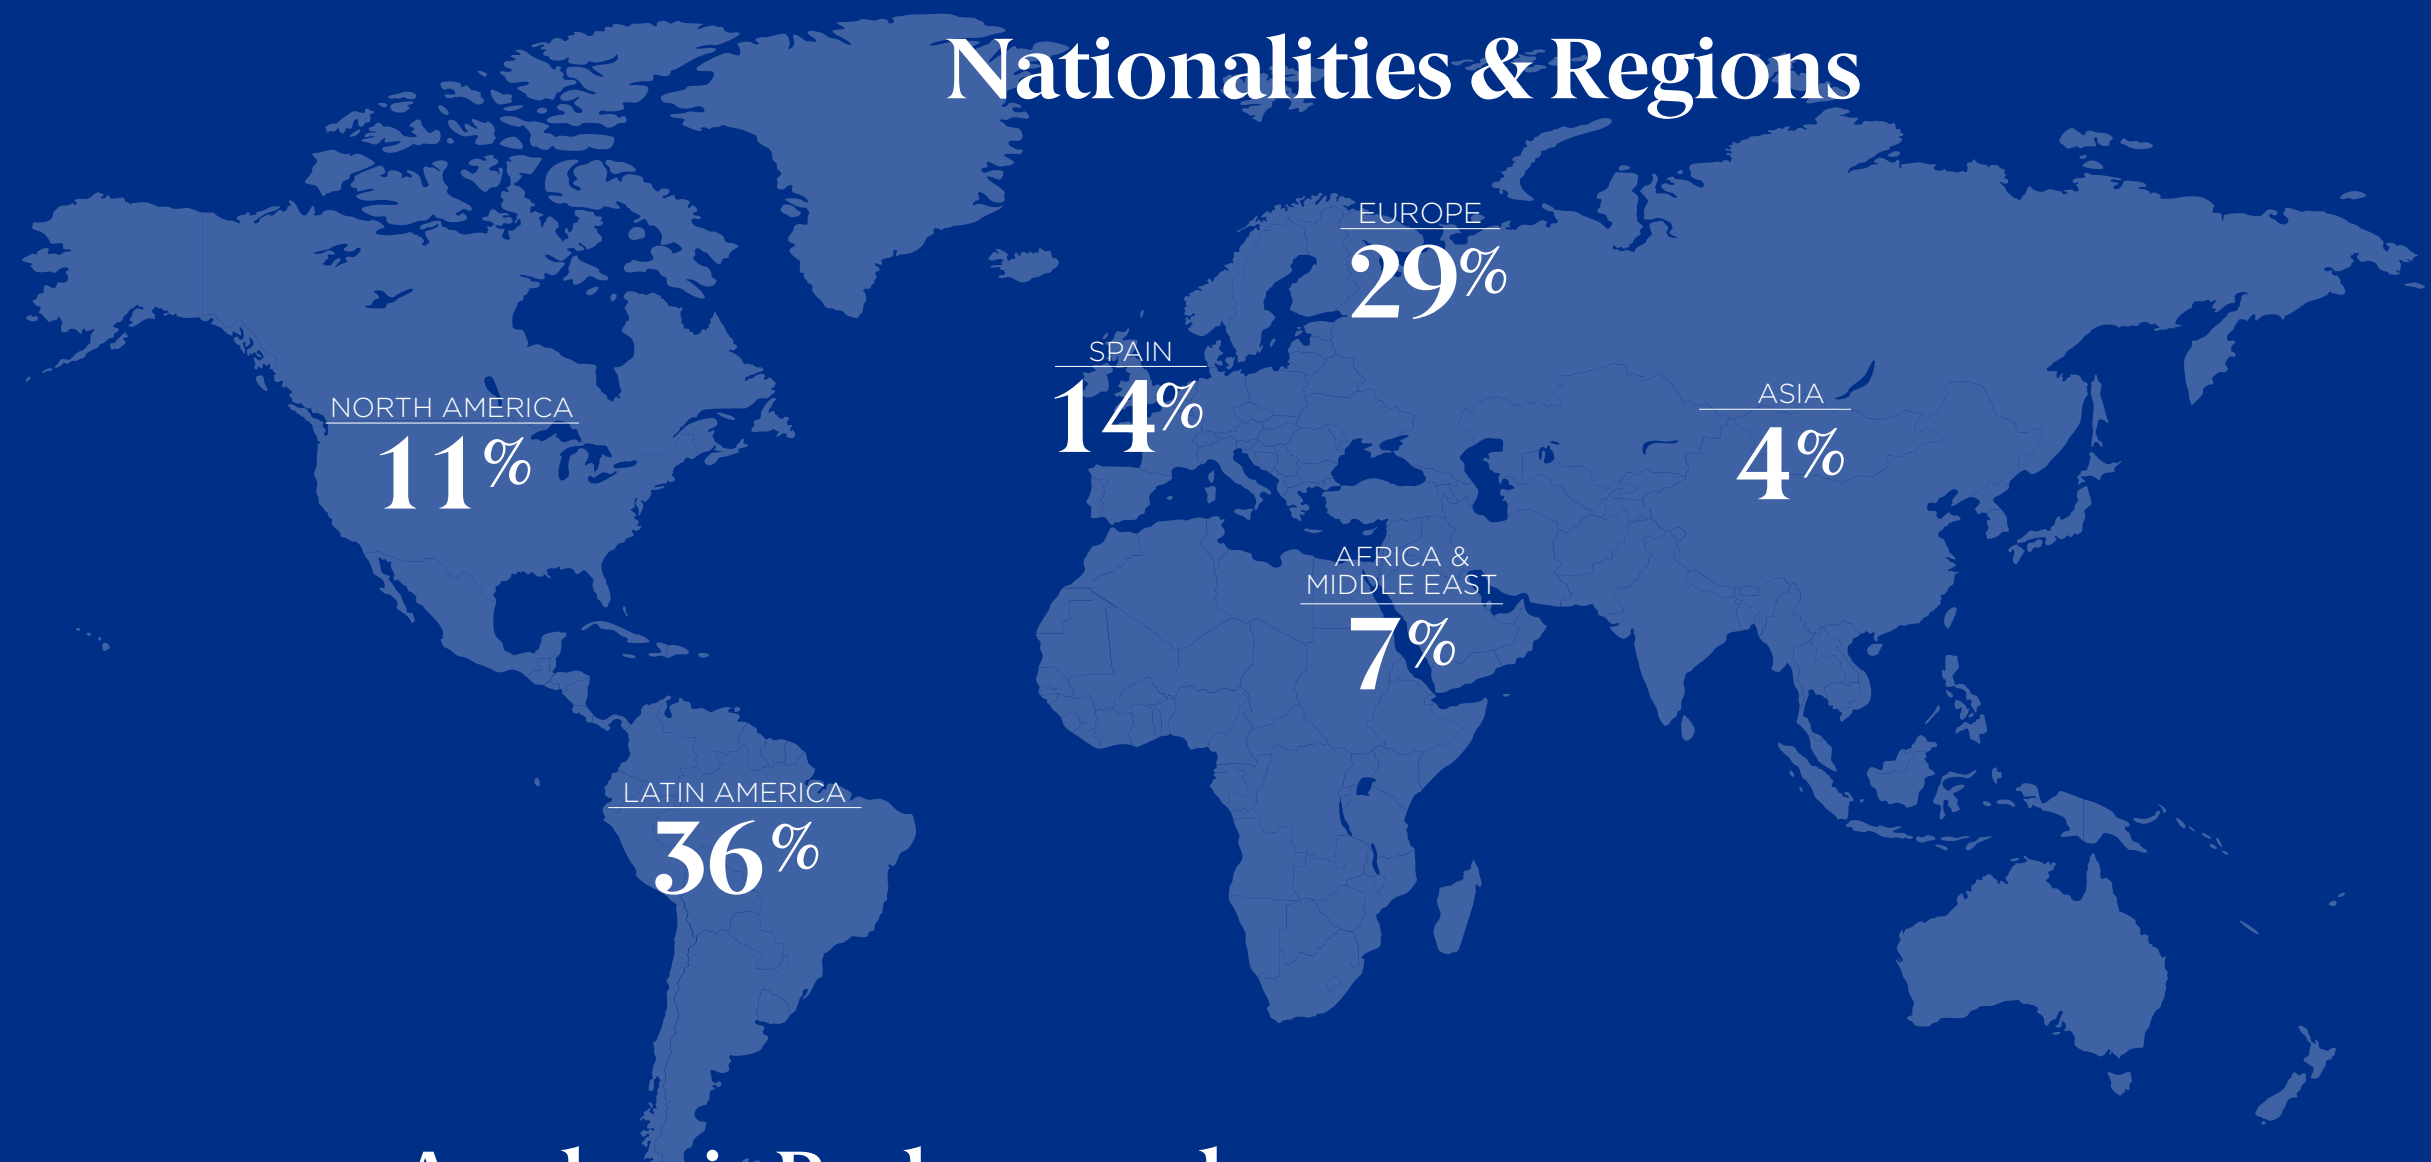 Nationalities & Regions
EUROPE
29%
SPAIN
14%
ASIA
4%
NORTH AMERICA
11%
AFRICA &
MIDDLE EAST
7%
LATIN AMERICA
36%